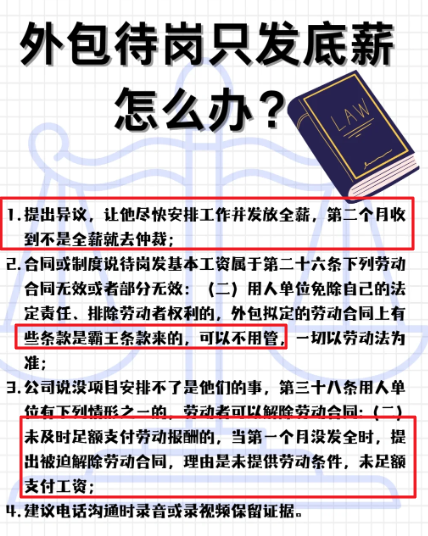 外包待岗只发底薪
怎么办?
LAW
1.提出异议，让他尽快安排工作并发放全薪，第二个月收
到不是全薪就去仲裁；
2.合同或制度说待岗发基本工资属于第二十六条下列劳动
合同无效或者部分无效：（二）用人单位免除自己的法
定责任、排除劳动者权利的，外包拟定的劳动合同上有
些条款是霸王条款来的，可以不用管，一切以劳动法为
准；
3.公司说没项目安排不了是他们的事，第三十八条用人单
位有下列情形之一的，劳动者可以解除劳动合同：（二）
未及时足额支付劳动报酬的，当第一个月没发全时，提
出被迫解除劳动合同，理由是未提供劳动条件，未足额
支付工资；
4.建议电话沟通时录音或录视频保留证据。